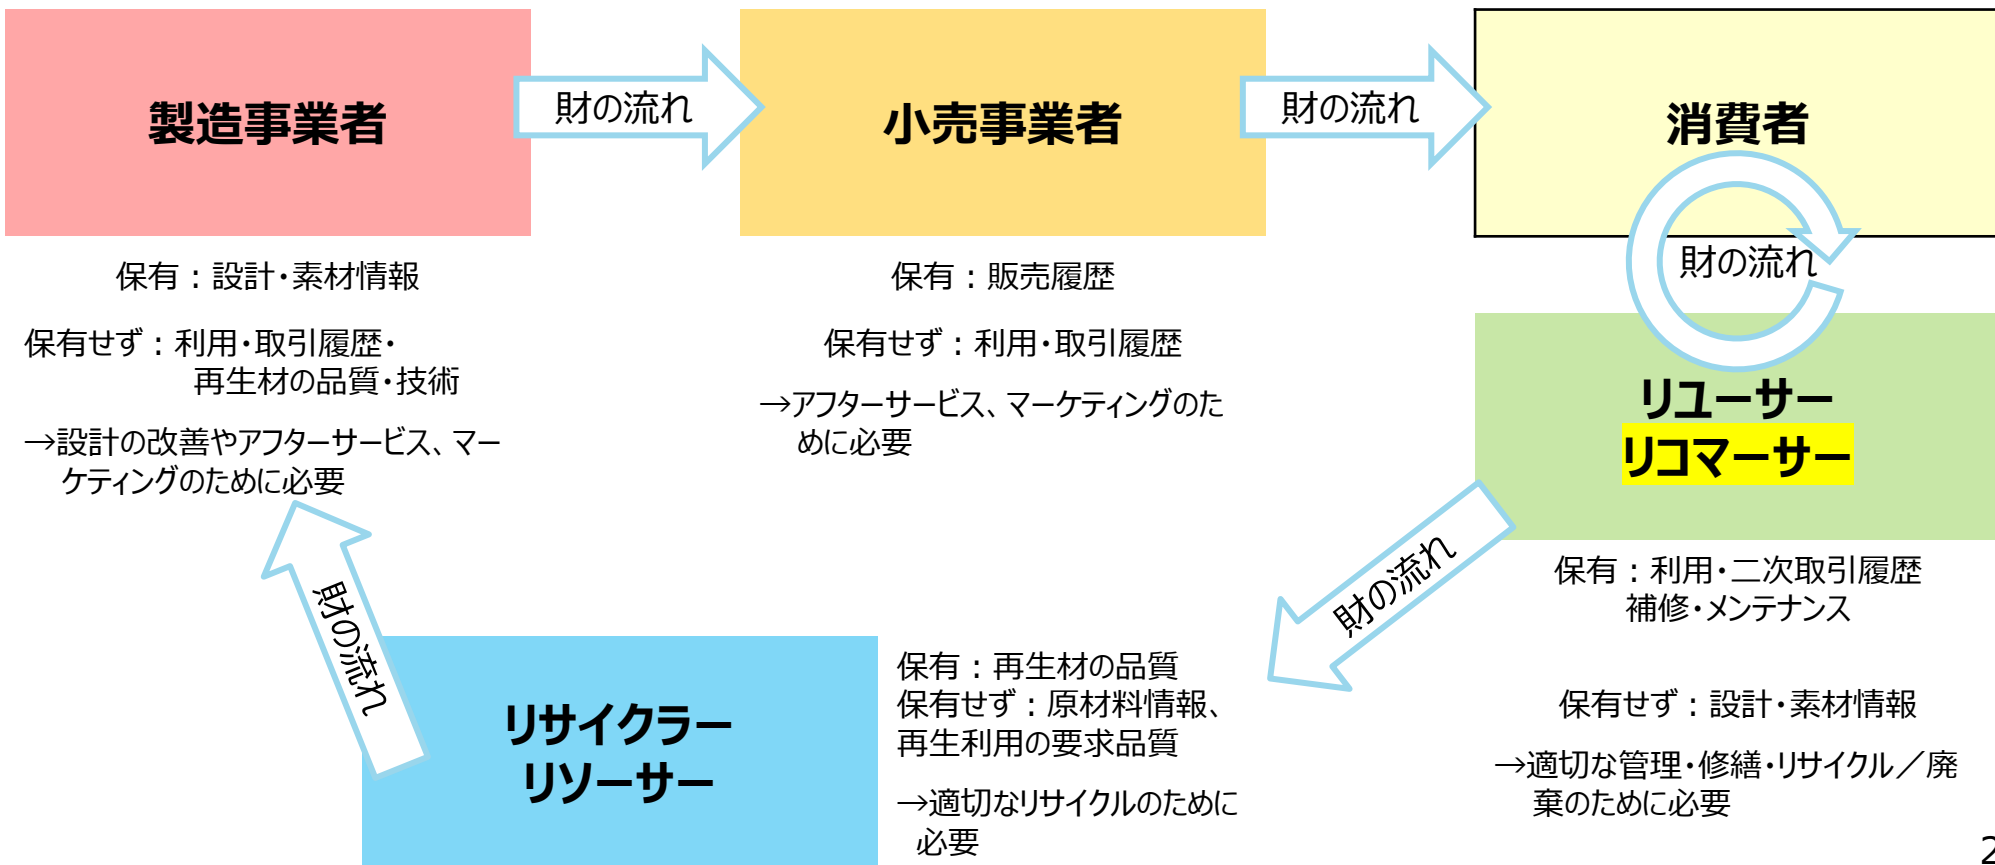 製造事業者
財の流れ
小売事業者
財の流れ
消費者
財の流れ
保有：設計・素材情報
保有せず：利用・取引履歴・
再生材の品質・技術
→設計の改善やアフターサービス、マー
ケティングのために必要
保有：販売履歴
保有せず：利用・取引履歴
→アフターサービス、マーケティングのた
めに必要
リユーサー
リコマーサー
財の流れ
保有：利用・二次取引履歴
補修・メンテナンス
保有せず：設計・素材情報
→適切な管理・修繕・リサイクル／廃
棄のために必要
財の流れ
リサイクラー
リソーサー
保有：再生材の品質
保有せず：原材料情報、
再生利用の要求品質
→適切なリサイクルのために
必要
2